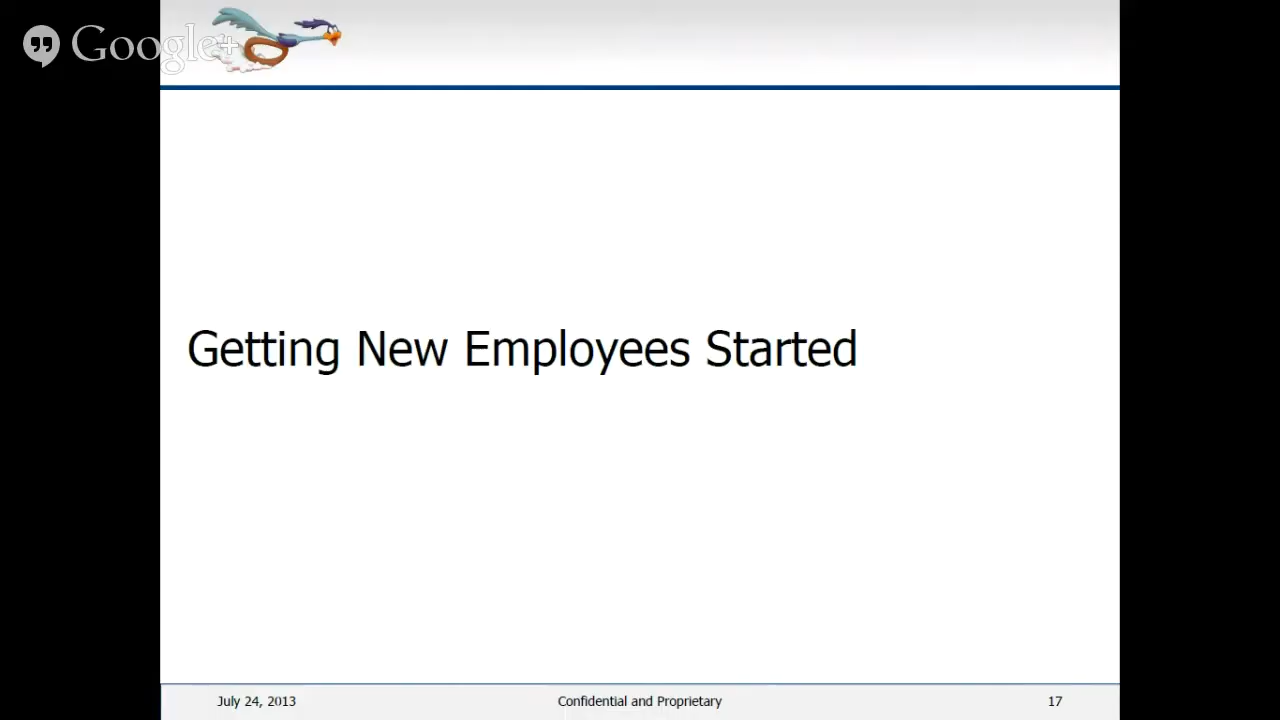 Google+
Getting New Employees Started
July 24, 2013
Confidential and Proprietary
17